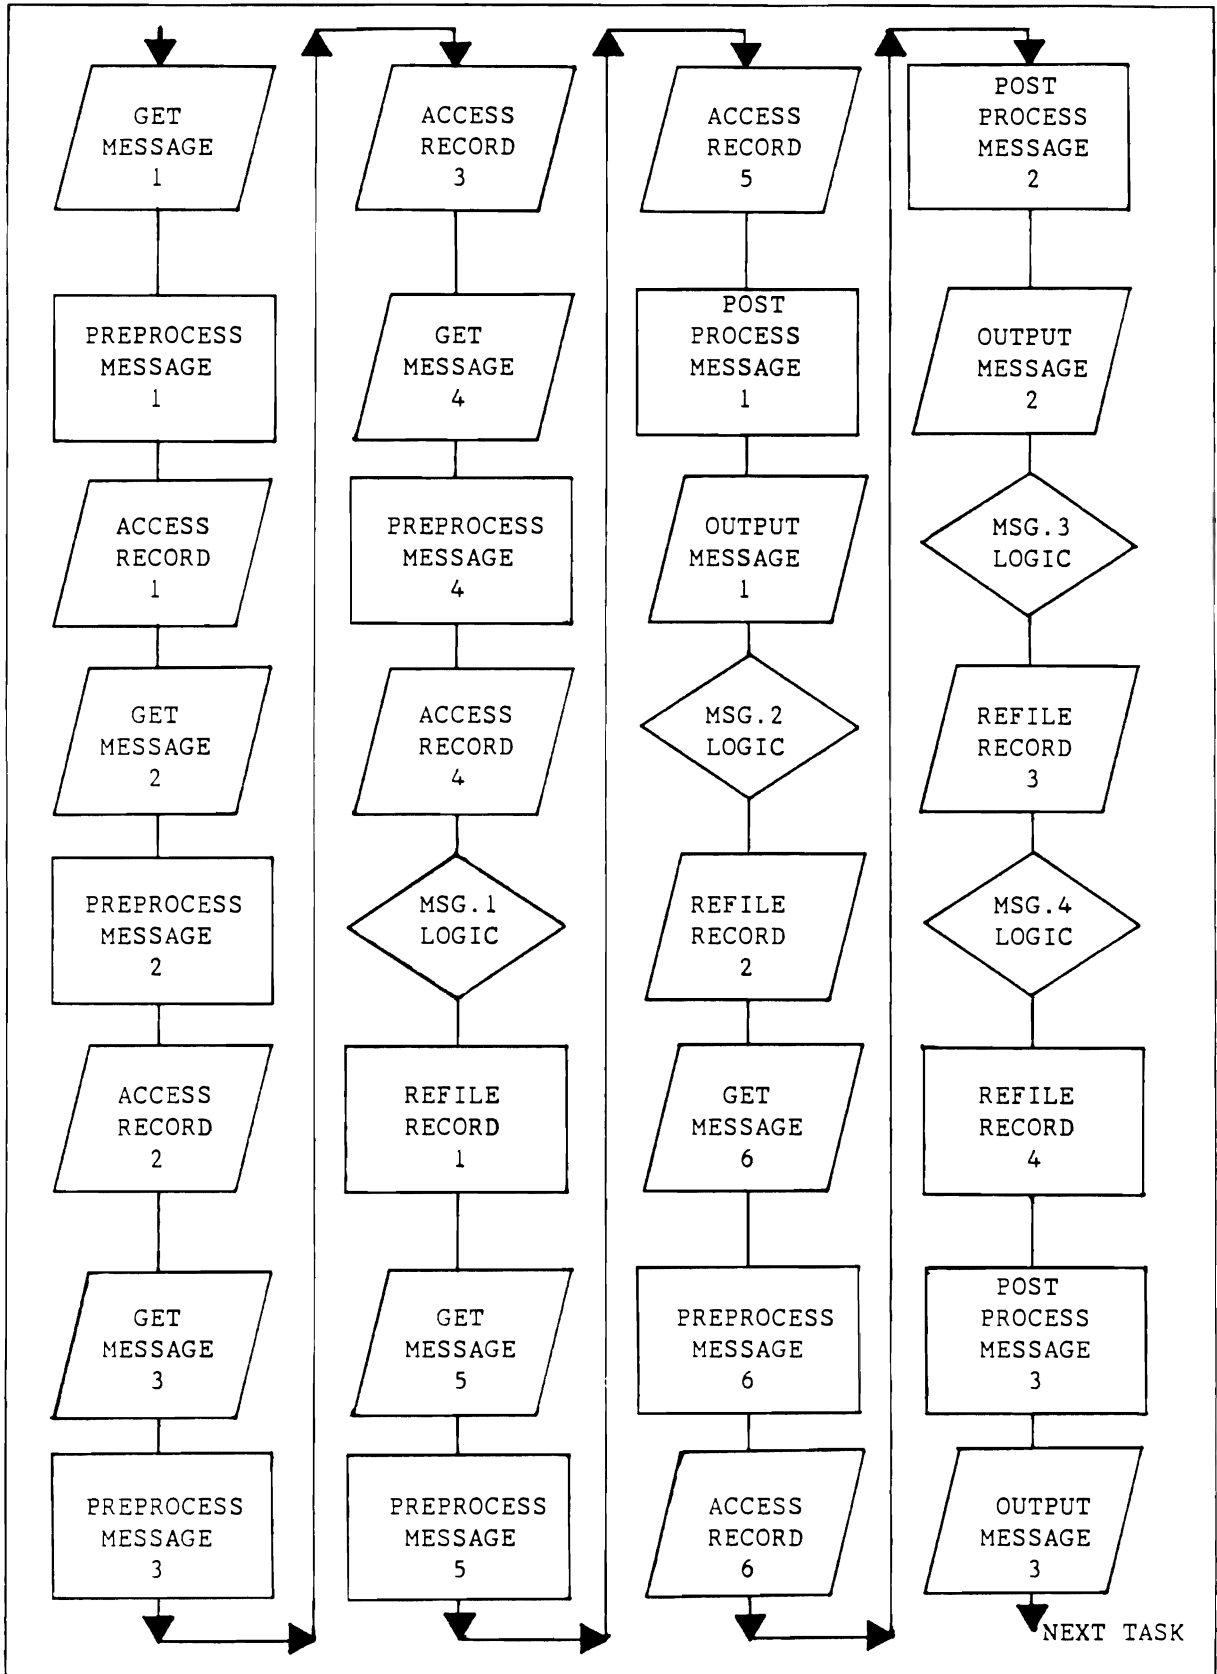 GET
MESSAGE
1
PREPROCESS
MESSAGE
1
ACCESS
RECORD
1
GET
MESSAGE
2
PREPROCESS
MESSAGE
2
ACCESS
RECORD
2
GET
MESSAGE
3
PREPROCESS
MESSAGE
3
ACCESS
RECORD
3
GET
MESSAGE
4
PREPROCESS
MESSAGE
4
ACCESS
RECORD
4
MSG.1
LOGIC
REFILE
RECORD
1
GET
MESSAGE
5
PREPROCESS
MESSAGE
5
ACCESS
RECORD
5
POST
PROCESS
MESSAGE
1
OUTPUT
MESSAGE
1
MSG.2
LOGIC
REFILE
RECORD
2
GET
MESSAGE
6
PREPROCESS
MESSAGE
6
ACCESS
RECORD
6
POST
PROCESS
MESSAGE
2
OUTPUT
MESSAGE
2
MSG.3
LOGIC
REFILE
RECORD
3
MSG.4
LOGIC
REFILE
RECORD
4
POST
PROCESS
MESSAGE
3
OUTPUT
MESSAGE
3
NEXT TASK